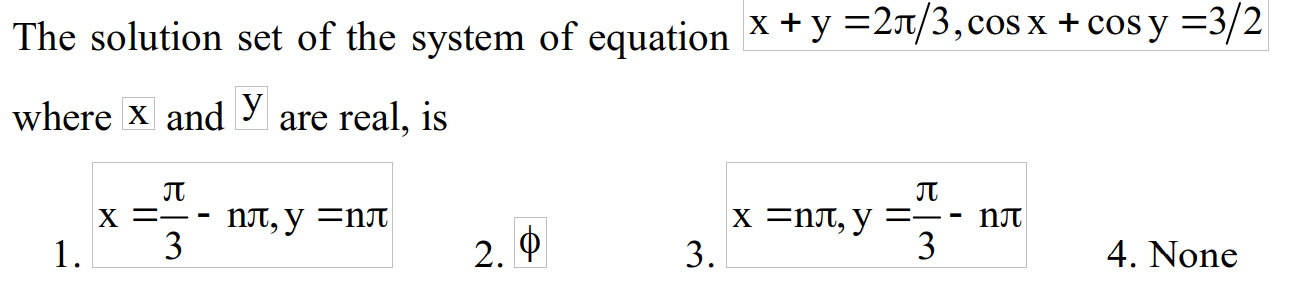 The solution set of the system of equation x + y =2π/3, cos x + cos y =3/2
where x and y are real, is
1. x = π/3 - nπ, y =nπ 2. ϕ 3. x =nπ, y = π/3 - nπ 4. None